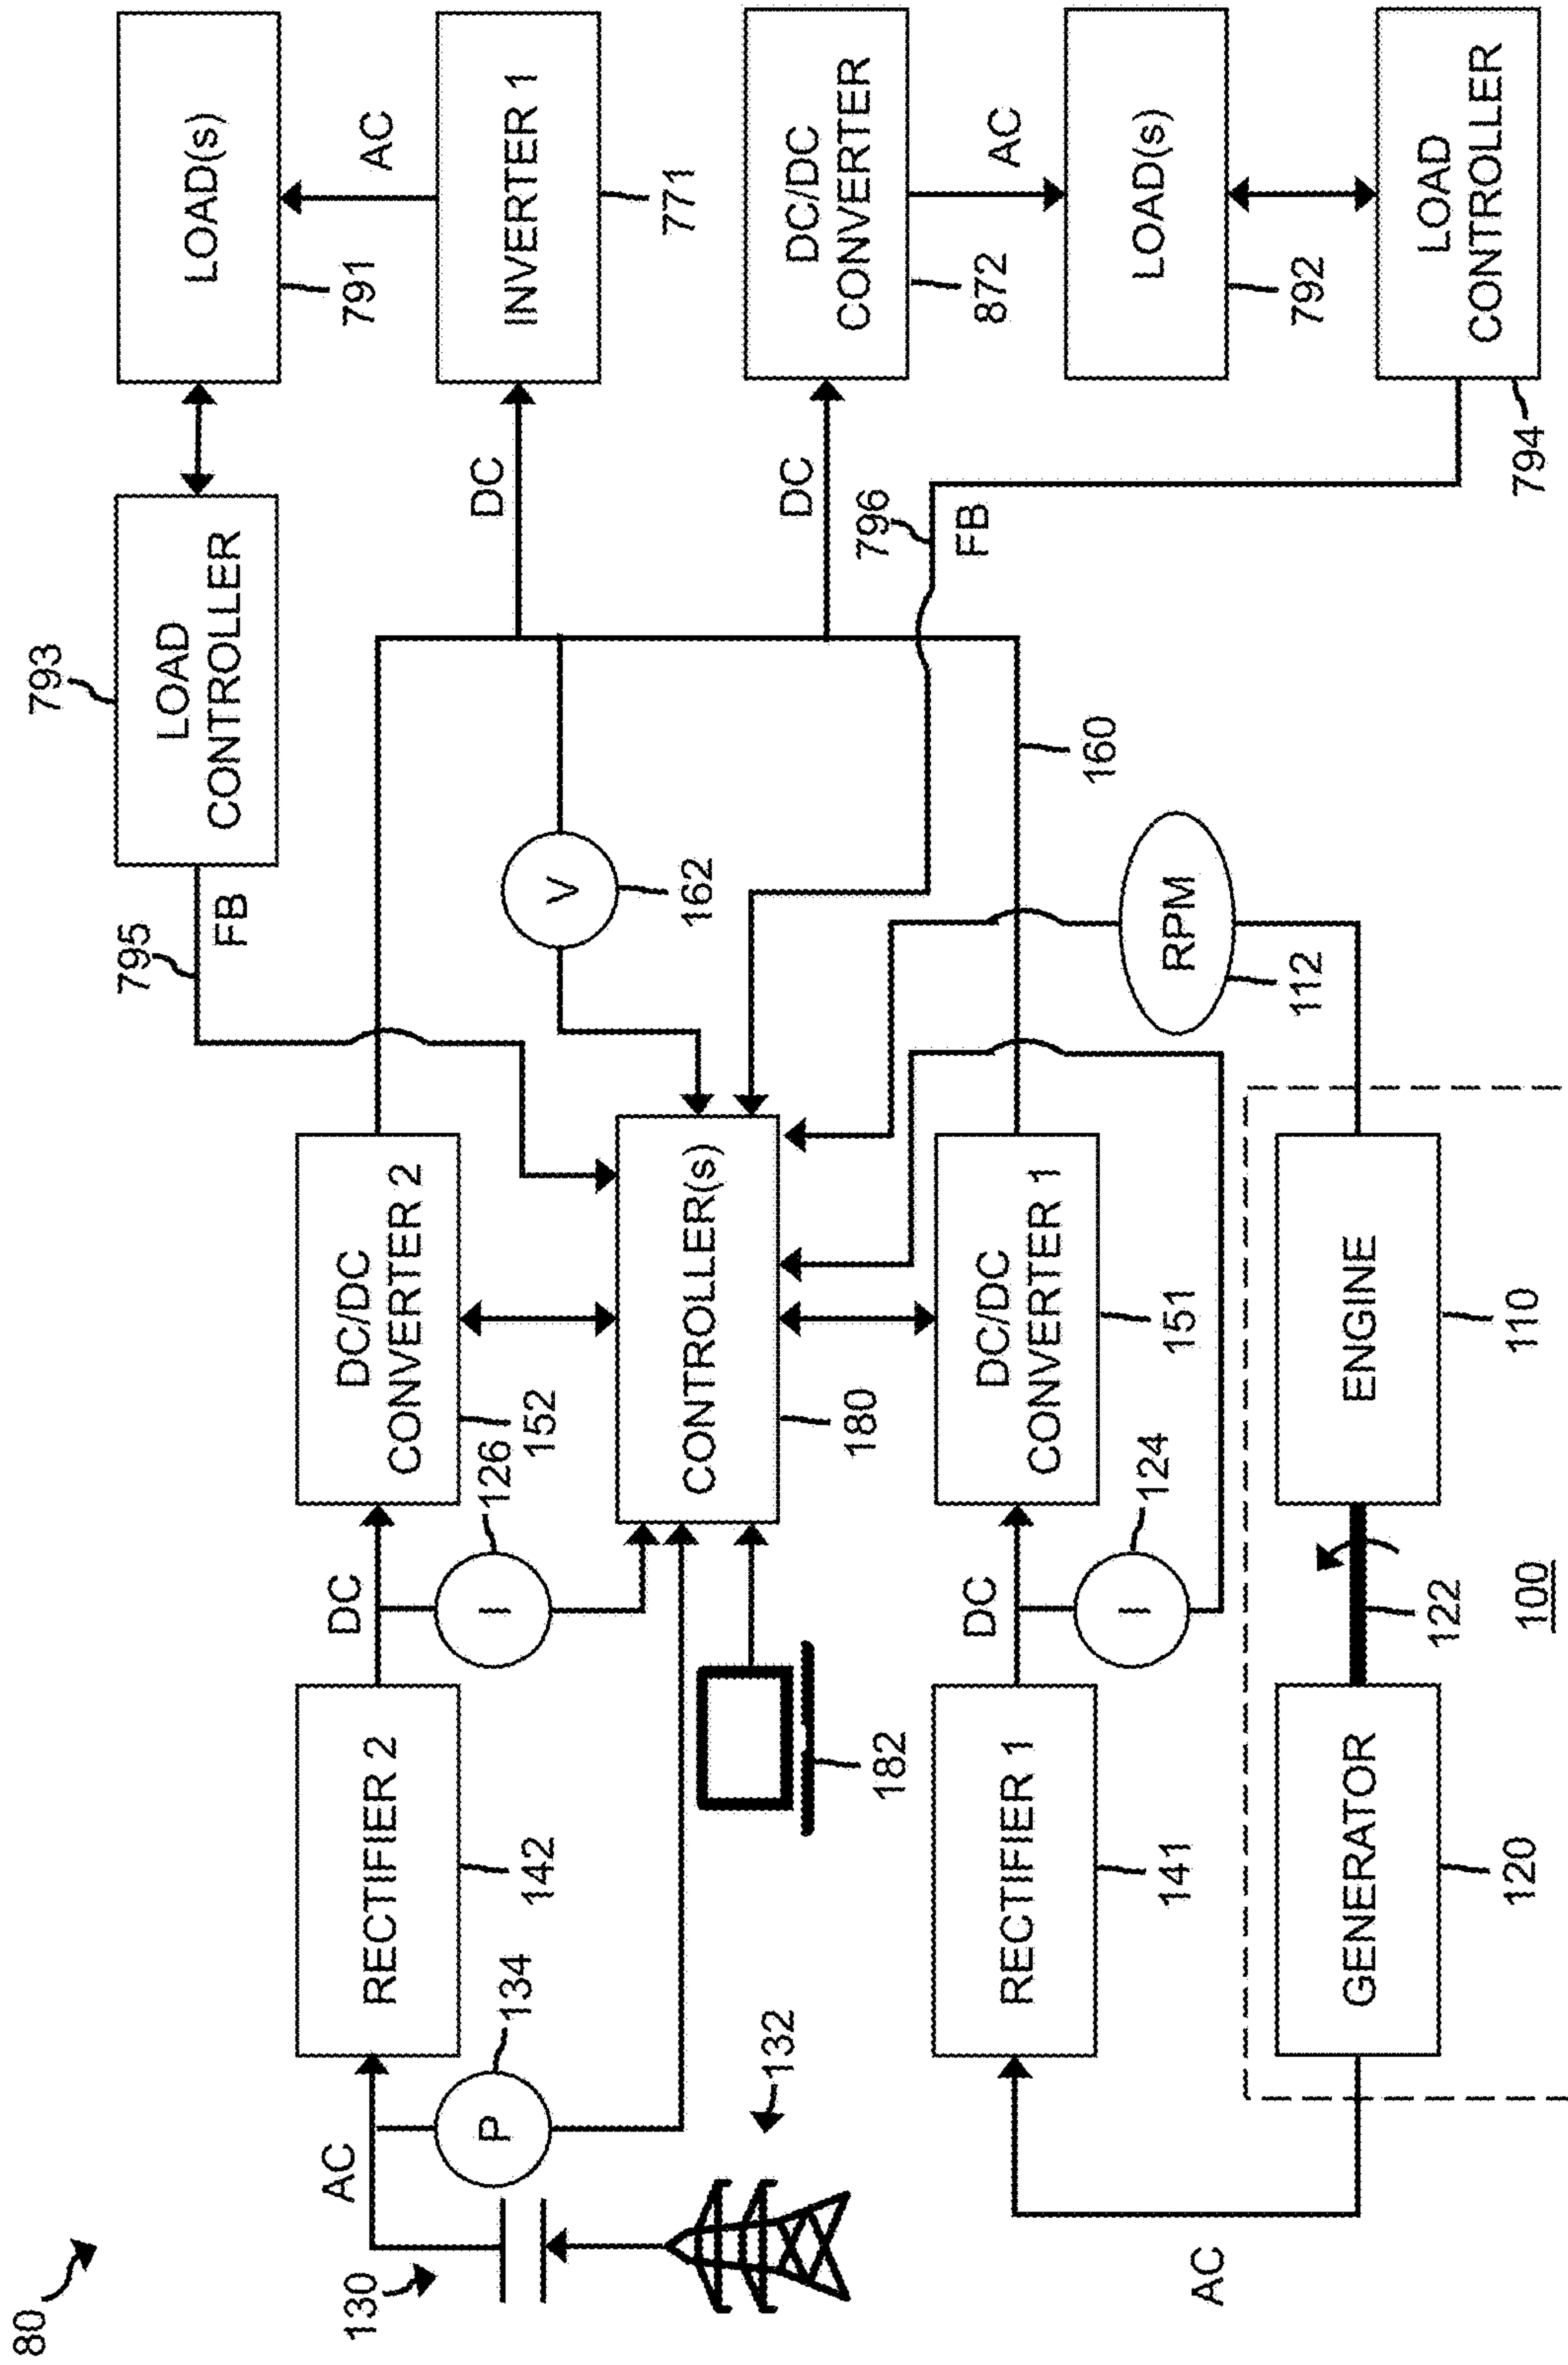 80
130
AC
P
134
132
RECTIFIER 2
142
DC
I
126
DC/DC
CONVERTER 2
152
182
CONTROLLER(s)
180
AC
RECTIFIER 1
141
DC
I
124
DC/DC
CONVERTER 1
151
GENERATOR
120
122
100
ENGINE
110
RPM
112
160
V
162
795
FB
793
LOAD
CONTROLLER
LOAD(s)
791
AC
DC
INVERTER 1
771
DC
796
FB
DC/DC
CONVERTER
872
AC
LOAD(s)
792
LOAD
CONTROLLER
794